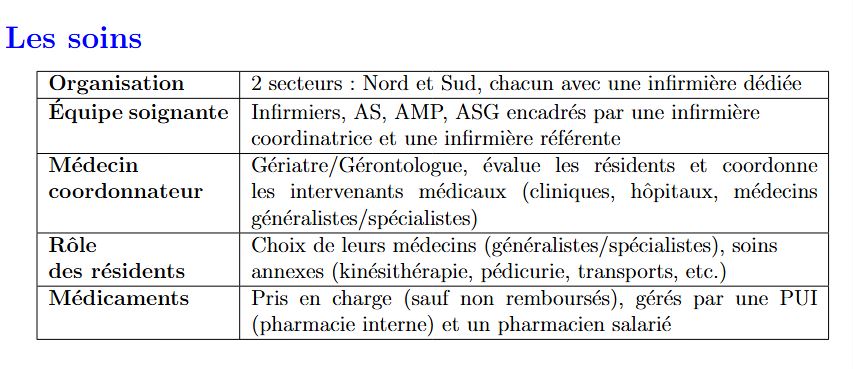 Les soins
Organisation 2 secteurs : Nord et Sud, chacun avec une infirmière dédiée
Équipe soignante Infirmiers, AS, AMP, ASG encadrés par une infirmière
coordinatrice et une infirmière référente
Médecin Gériatre/Gérontologue, évalue les résidents et coordonne
coordonnateur les intervenants médicaux (cliniques, hôpitaux, médecins
généralistes/spécialistes)
Rôle Choix de leurs médecins (généralistes/spécialistes), soins
des résidents annexes (kinésithérapie, pédicurie, transports, etc.)
Médicaments Pris en charge (sauf non remboursés), gérés par une PUI
(pharmacie interne) et un pharmacien salarié